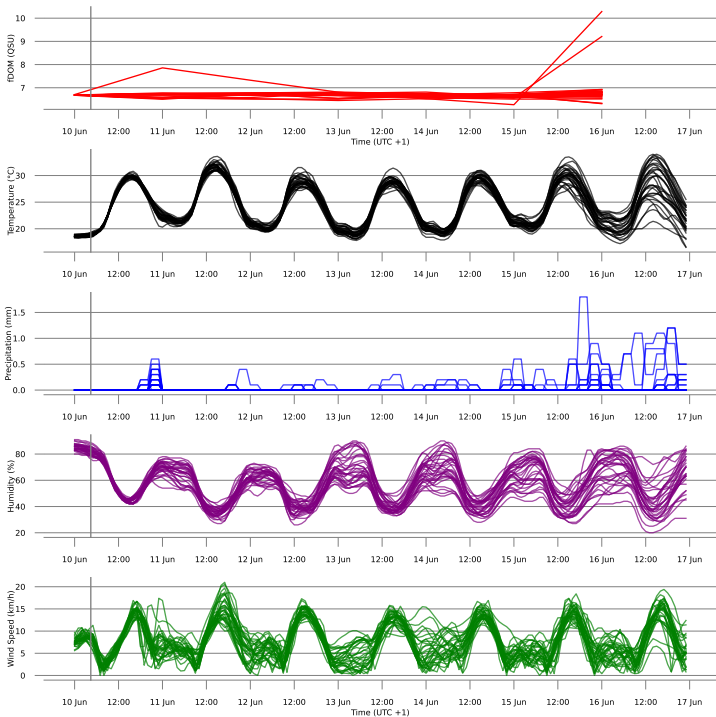 10
9
8
7
fDOM (QSU)
10 Jun 12:00 11 Jun 12:00 12 Jun 12:00 13 Jun 12:00 14 Jun 12:00 15 Jun 12:00 16 Jun 12:00 17 Jun
Time (UTC +1)
30
25
20
Temperature (°C)
10 Jun 12:00 11 Jun 12:00 12 Jun 12:00 13 Jun 12:00 14 Jun 12:00 15 Jun 12:00 16 Jun 12:00 17 Jun
1.5
1.0
0.5
0.0
Precipitation (mm)
10 Jun 12:00 11 Jun 12:00 12 Jun 12:00 13 Jun 12:00 14 Jun 12:00 15 Jun 12:00 16 Jun 12:00 17 Jun
80
60
40
20
Humidity (%)
10 Jun 12:00 11 Jun 12:00 12 Jun 12:00 13 Jun 12:00 14 Jun 12:00 15 Jun 12:00 16 Jun 12:00 17 Jun
20
15
10
5
0
Wind Speed (km/h)
10 Jun 12:00 11 Jun 12:00 12 Jun 12:00 13 Jun 12:00 14 Jun 12:00 15 Jun 12:00 16 Jun 12:00 17 Jun
Time (UTC +1)